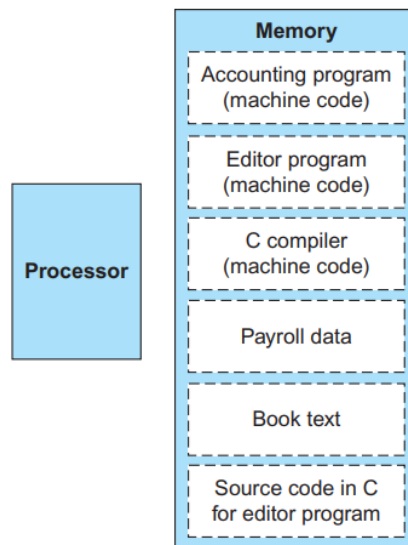 Memory
Accounting program
(machine code)
Editor program
(machine code)
C compiler
(machine code)
Processor
Payroll data
Book text
Source code in C
for editor program